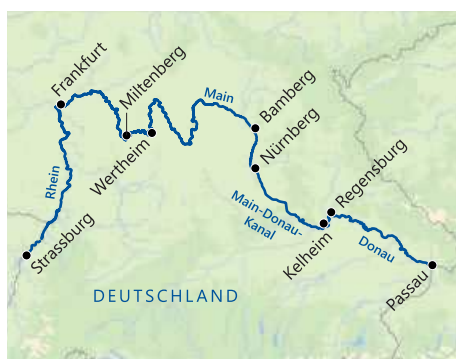 Frankfurt
Miltenberg
Main
Bamberg
Wertheim
Nürnberg
Rhein
Regensburg
Main-Donau-
Kanal
Strassburg
Kelheim
Donau
Passau
DEUTSCHLAND